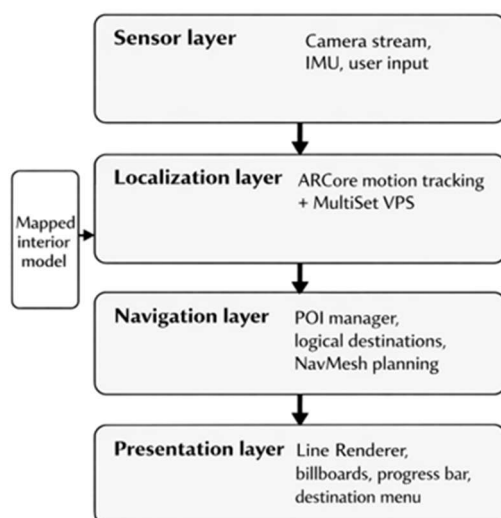 Sensor layer
Camera stream,
IMU, user input
Localization layer
ARCore motion tracking
+ MultiSet VPS
Mapped
interior
model
Navigation layer
POI manager,
logical destinations,
NavMesh planning
Presentation layer
Line Renderer,
billboards, progress bar,
destination menu